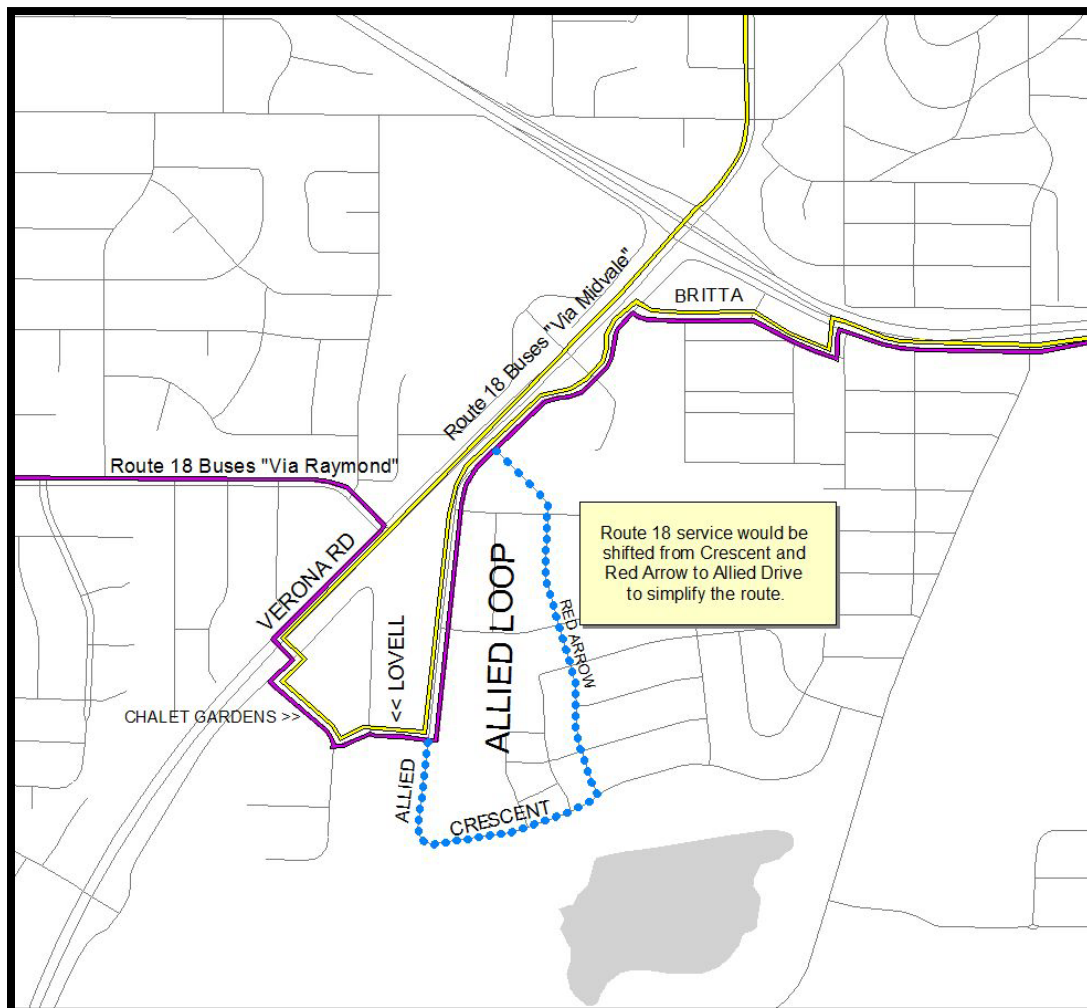 Route 18 Buses "Via Midvale"
BRITTA
Route 18 Buses "Via Raymond"
VERONA RD
<< LOVELL
ALLIED LOOP
RED ARROW
Route 18 service would be
shifted from Crescent and
Red Arrow to Allied Drive
to simplify the route.
CHALET GARDENS >>
ALLIED
CRESCENT